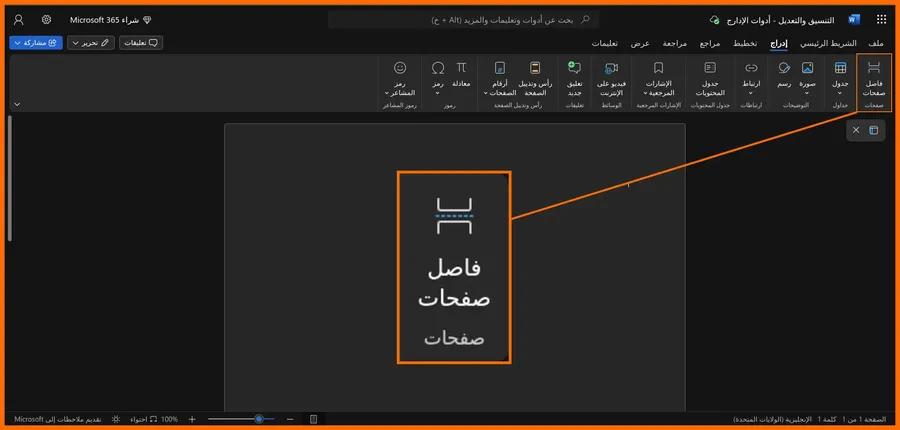 التنسيق والتعديل - أدوات الإدارج
بحث عن أدوات وتعليمات والمزيد (Alt + خ)
شراء Microsoft 365
ملف الشريط الرئيسي إدراج تخطيط مراجع مراجعة عرض تعليمات
تعليقات تحرير مشاركة
فاصل صفحات
صفحات
جدول
جداول
صورة رسم
التوضيحات
ارتباط
ارتباطات
جدول المحتويات
جدول المحتويات
الإشارات المرجعية
الإشارات المرجعية
فيديو على الإنترنت
الوسائط
تعليق جديد
تعليقات
رأس وتذييل الصفحة أرقام الصفحات
رأس وتذييل الصفحة
معادلة رمز
رموز
رمز المشاعر
رموز المشاعر
فاصل
صفحات
صفحات
الصفحة 1 من 1 كلمة 1 الإنجليزية (الولايات المتحدة)
100% احتواء تقديم ملاحظات إلى Microsoft